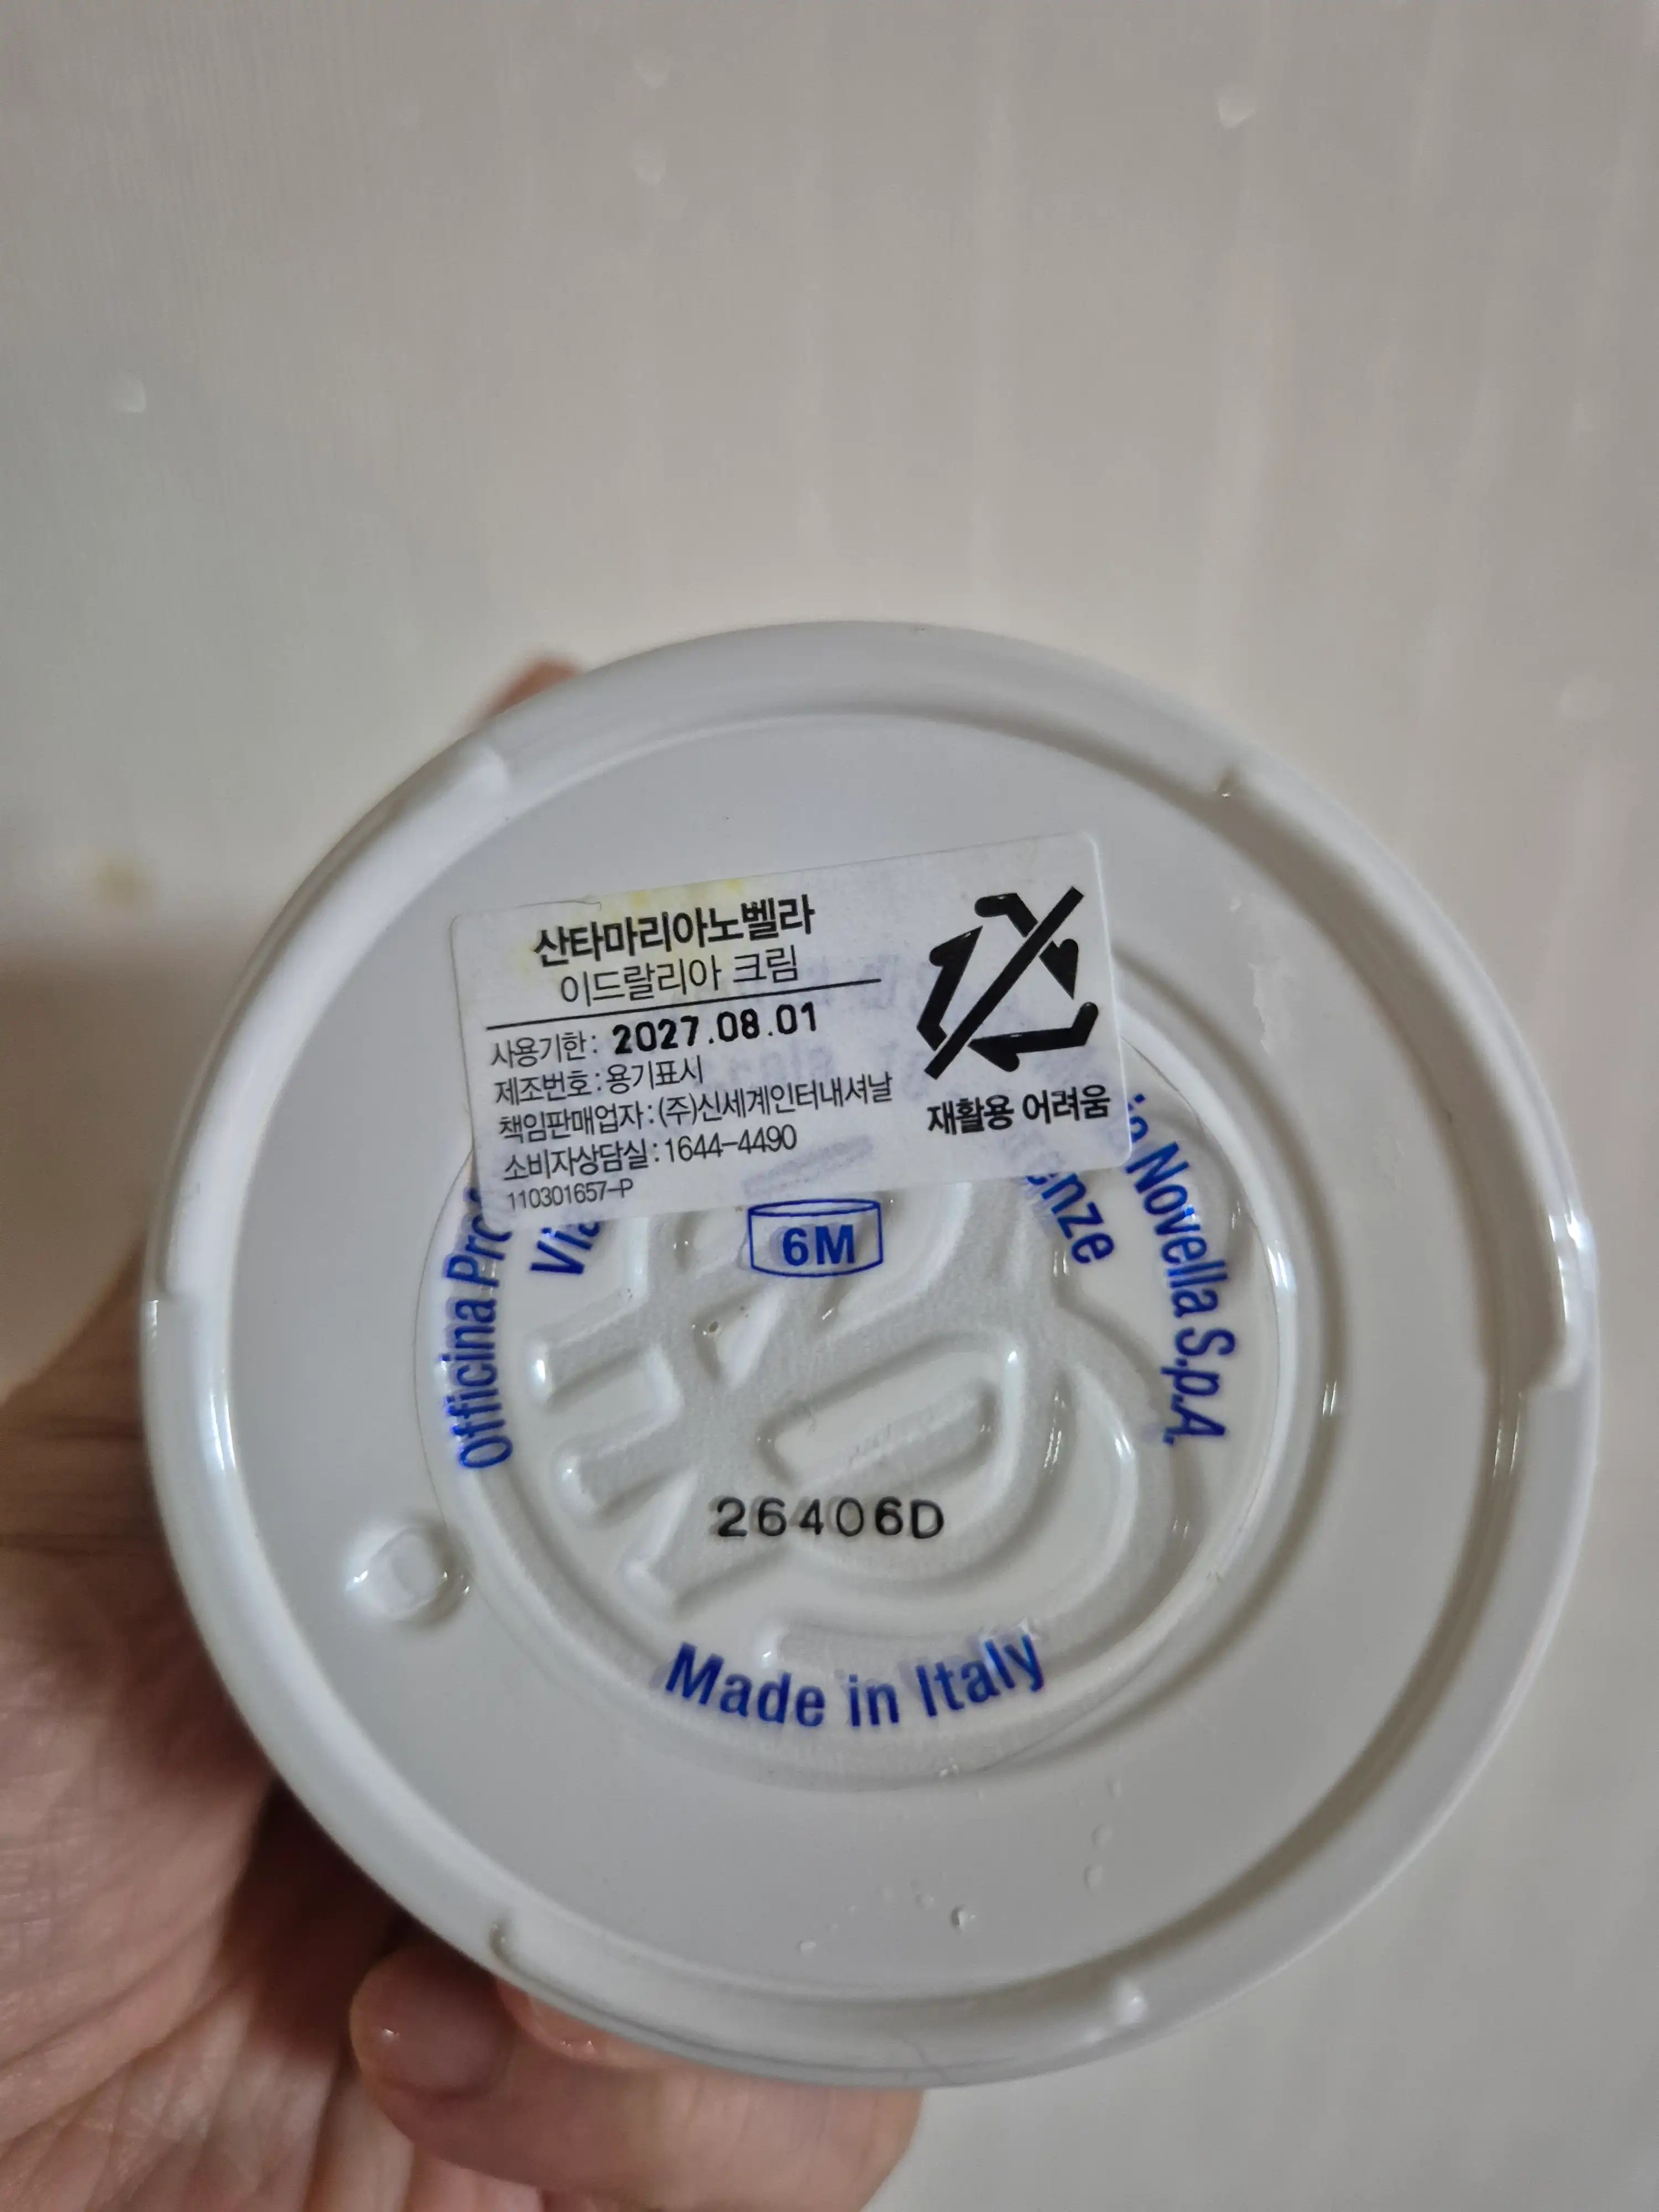 산타마리아노벨라
이드랄리아 크림
사용기한: 2027.08.01
제조번호: 용기표시
책임판매업자: (주)신세계인터내셔날
소비자상담실: 1644-4490
110301657-P
재활용 어려움
Officina
Novella S.p.A.
6M
26406D
Made in Italy